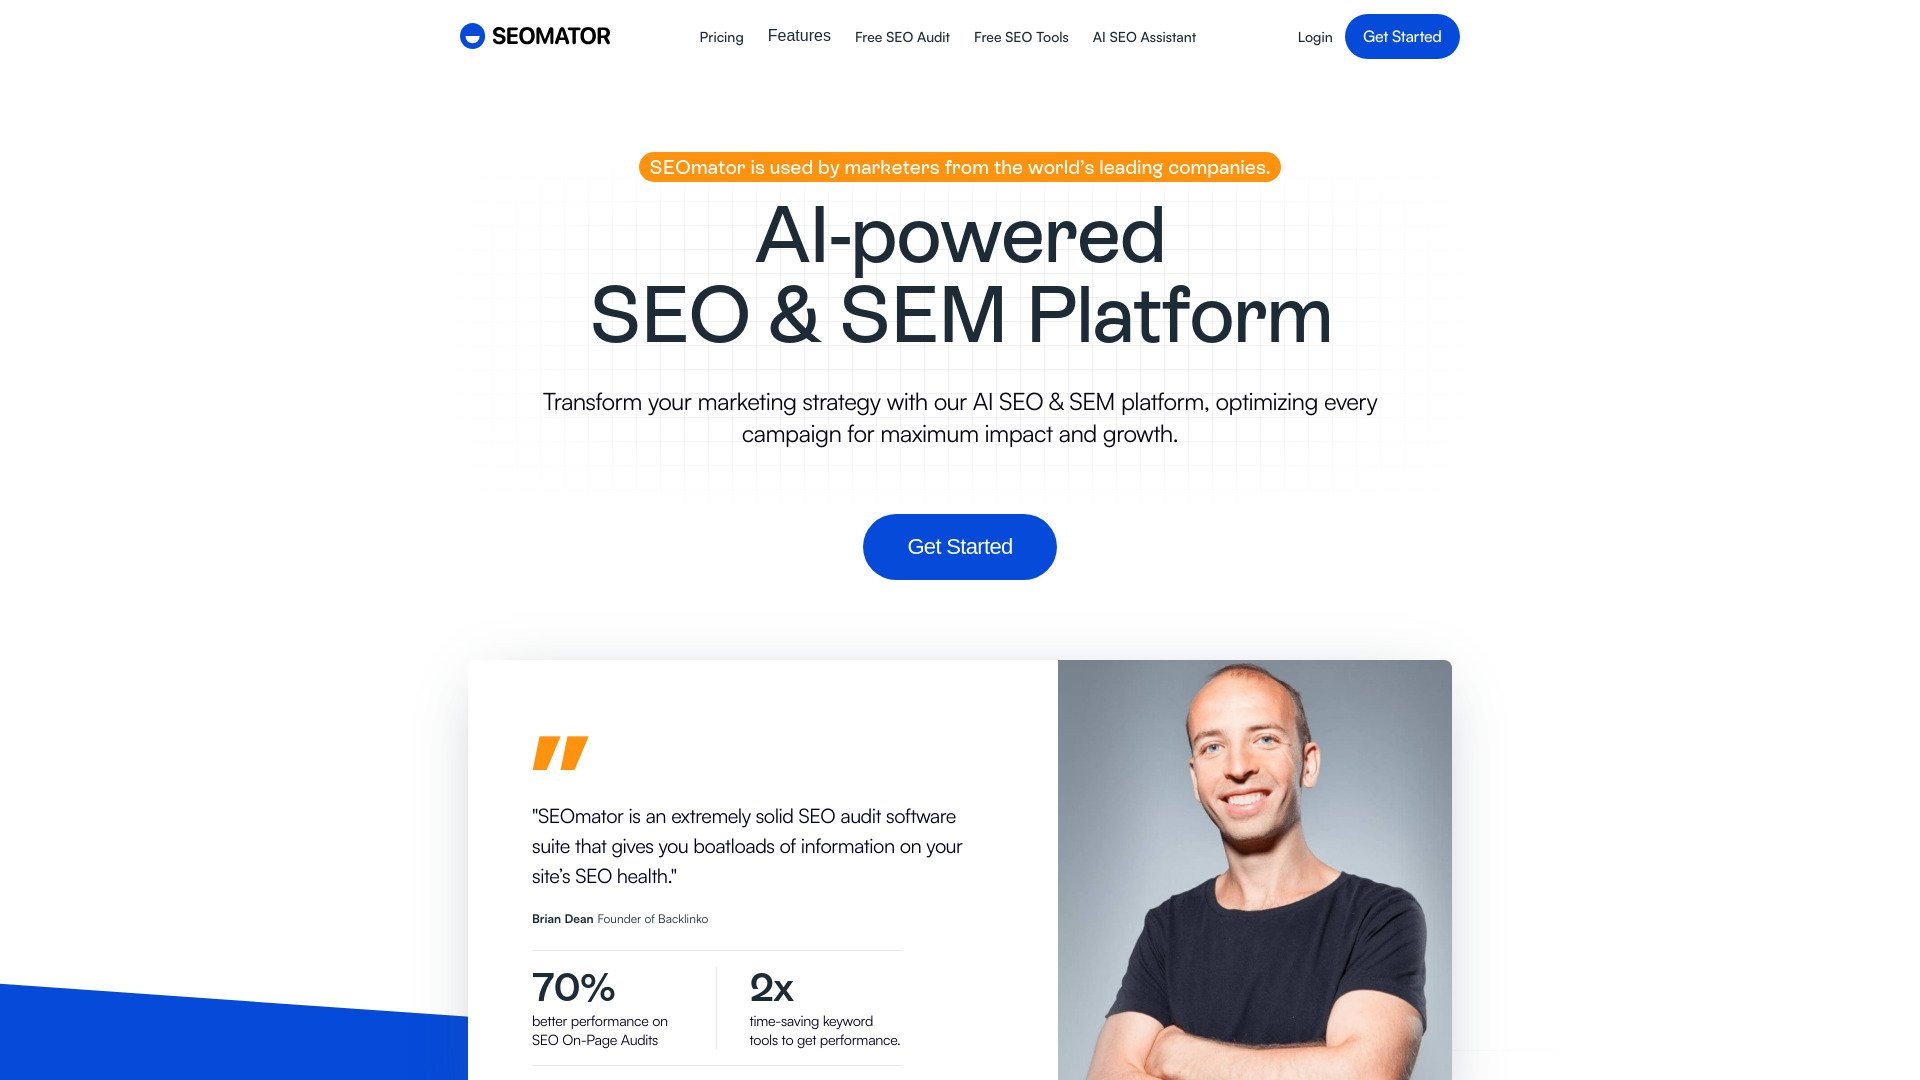 SEOMATOR
Pricing
Features
Free SEO Audit
Free SEO Tools
AI SEO Assistant
Login
Get Started
SEOmator is used by marketers from the world's leading companies.
AI-powered
SEO & SEM Platform
Transform your marketing strategy with our AI SEO & SEM platform, optimizing every
campaign for maximum impact and growth.
Get Started
"SEOmator is an extremely solid SEO audit software
suite that gives you boatloads of information on your
site's SEO health."
Brian Dean Founder of Backlinko
70%
better performance on
SEO On-Page Audits
2x
time-saving keyword
tools to get performance.